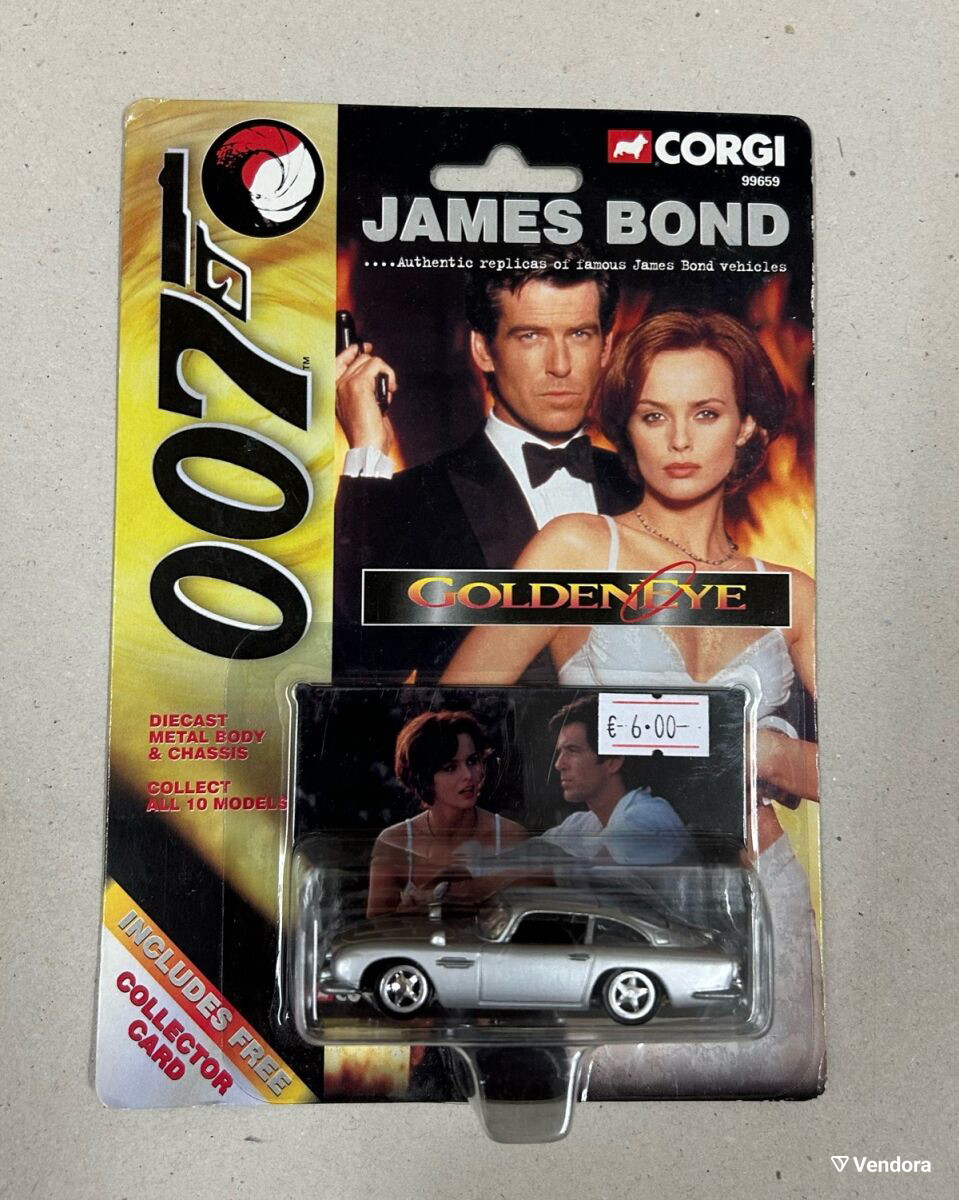 CORGI
99659
JAMES BOND
....Authentic replicas of famous James Bond vehicles
007™
GOLDENEYE
€-6·00-
DIECAST
METAL BODY
& CHASSIS
COLLECT
ALL 10 MODELS
INCLUDES FREE
COLLECTOR
CARD
Vendora